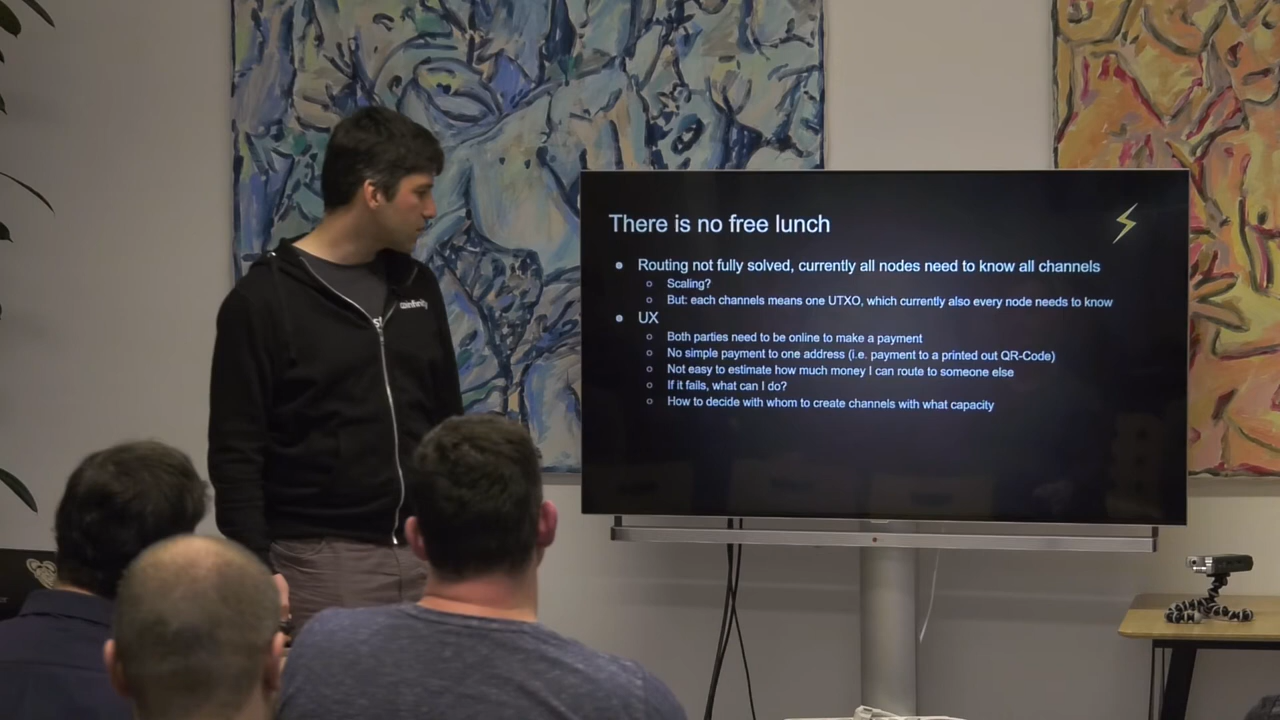 There is no free lunch
Routing not fully solved, currently all nodes need to know all channels
Scaling?
But: each channels means one UTXO, which currently also every node needs to know
UX
Both parties need to be online to make a payment
No simple payment to one address (i.e. payment to a printed out QR-Code)
Not easy to estimate how much money I can route to someone else
If it fails, what can I do?
How to decide with whom to create channels with what capacity